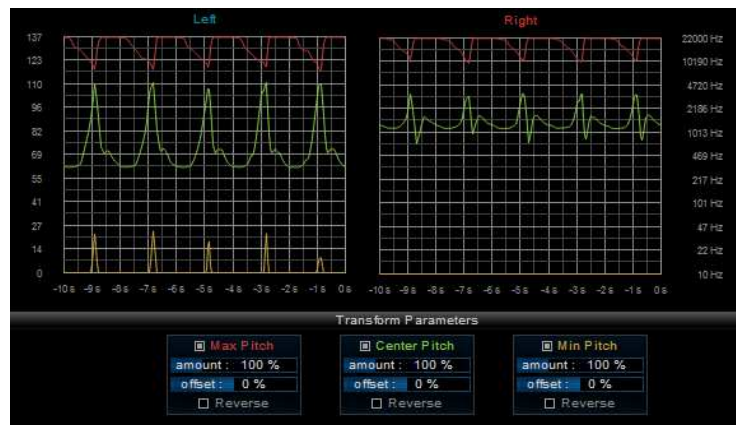 Left Right
137 22000 Hz
123 10190 Hz
110 4720 Hz
96 2186 Hz
82 1013 Hz
69 469 Hz
55 217 Hz
41 101 Hz
27 47 Hz
14 22 Hz
0 10 Hz
-10 s -9 s -8 s -7 s -6 s -4 s -3 s -2 s -1 s 0 s -10 s -9 s -8 s -7 s -6 s -4 s -3 s -2 s -1 s 0 s
Transform Parameters
Max Pitch Center Pitch Min Pitch
amount : 100 % amount : 100 % amount : 100 %
offset : 0 % offset : 0 % offset : 0 %
Reverse Reverse Reverse